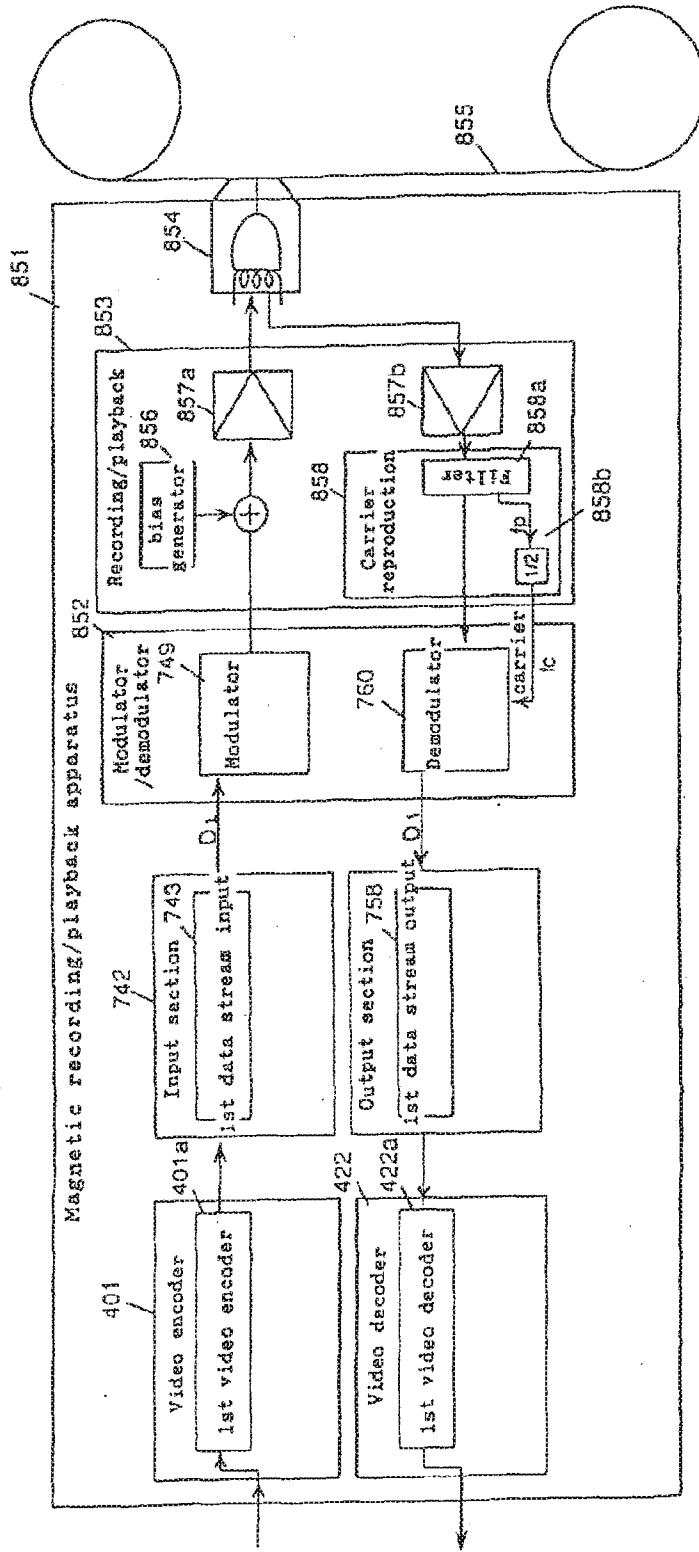 Magnetic recording/playback apparatus
851
401
Video encoder
401a
1st video encoder
742
Input section
743
1st data stream input
D1
852
Modulator
/demodulator
749
Modulator
853
Recording/playback
856
bias
generator
857a
854
855
422
Video decoder
422a
1st video decoder
Output section
758
1st data stream output
D1
760
Demodulator
carrier
fc
858
Carrier
reproduction
857b
Filter
858a
fp
1/2
858b